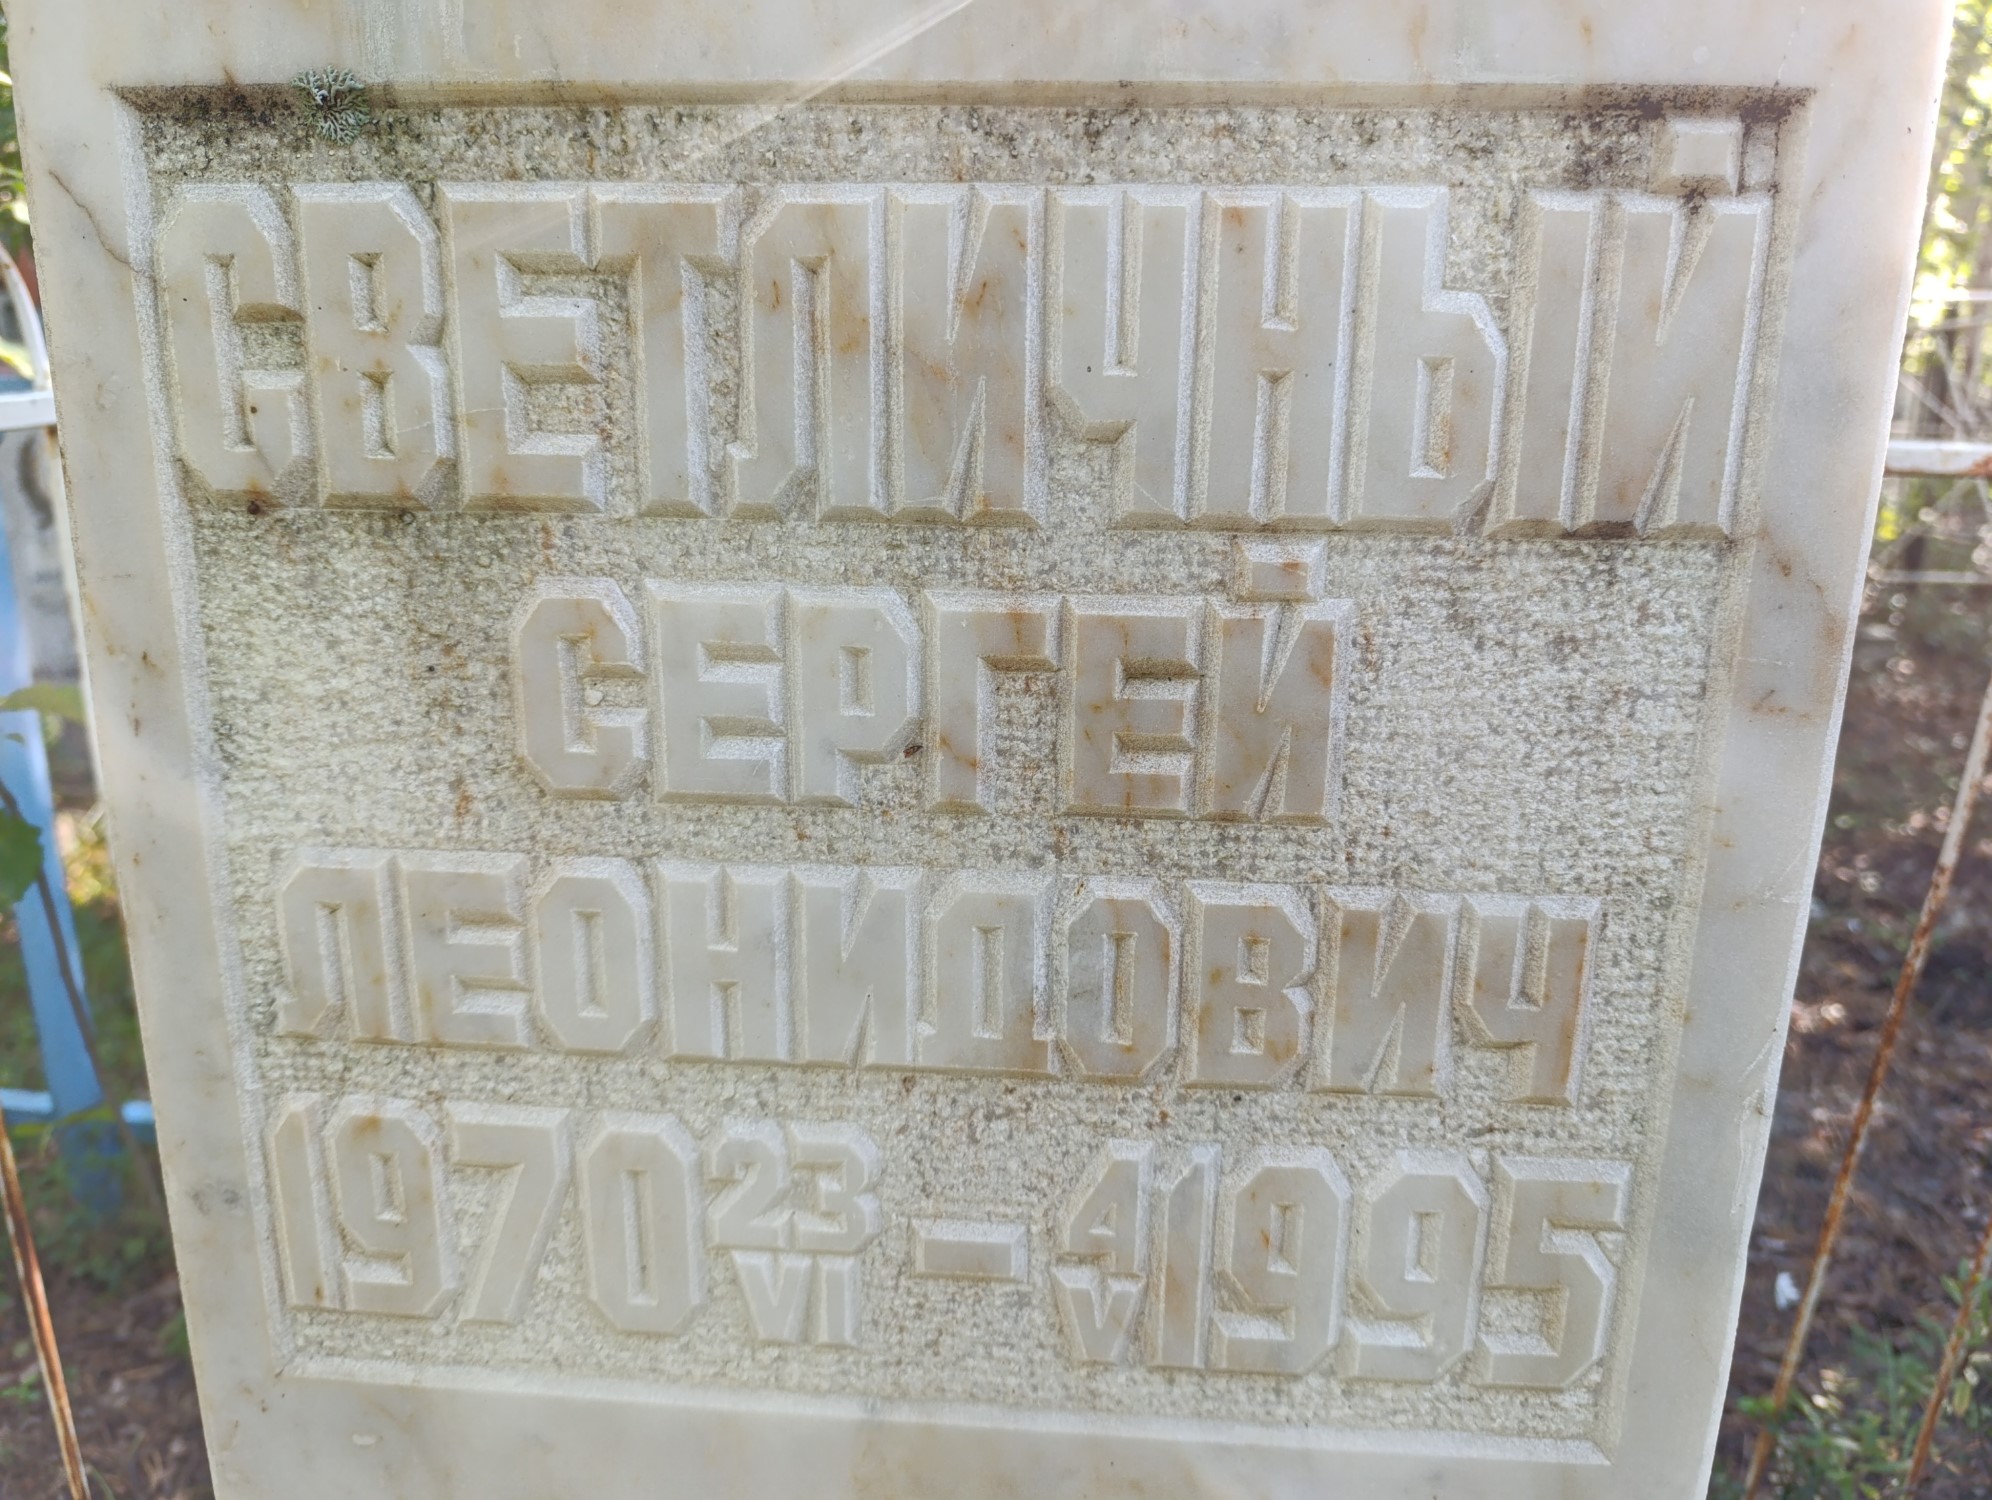 СВЕТЛИЧНЫЙ
СЕРГЕЙ
ЛЕОНИДОВИЧ
1970 23/VI – 4/V 1995